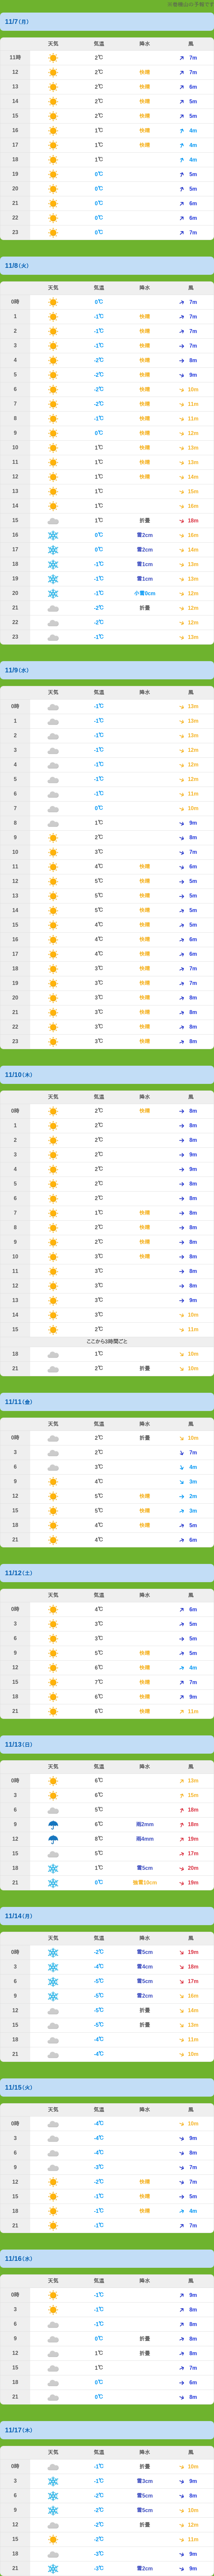 11/7(月)
天気 気温 降水 風
11時 2℃ 7m
12 2℃ 快晴 7m
13 2℃ 快晴 6m
14 2℃ 快晴 5m
15 2℃ 快晴 5m
16 1℃ 快晴 4m
17 1℃ 快晴 4m
18 1℃ 4m
19 0℃ 5m
20 0℃ 5m
21 0℃ 6m
22 0℃ 6m
23 0℃ 7m
11/8(火)
天気 気温 降水 風
0時 0℃ 7m
1 -1℃ 快晴 7m
2 -1℃ 快晴 7m
3 -1℃ 快晴 7m
4 -2℃ 快晴 8m
5 -2℃ 快晴 9m
6 -2℃ 快晴 10m
7 -2℃ 快晴 11m
8 -1℃ 快晴 11m
9 0℃ 快晴 12m
10 1℃ 快晴 13m
11 1℃ 快晴 13m
12 1℃ 快晴 14m
13 1℃ 15m
14 1℃ 16m
15 1℃ 折曇 18m
16 0℃ 雪2cm 16m
17 0℃ 雪2cm 14m
18 -1℃ 雪1cm 13m
19 -1℃ 雪1cm 13m
20 -1℃ 小雪0cm 12m
21 -2℃ 折曇 12m
22 -2℃ 12m
23 -1℃ 13m
11/9(水)
天気 気温 降水 風
0時 -1℃ 13m
1 -1℃ 13m
2 -1℃ 13m
3 -1℃ 12m
4 -1℃ 12m
5 -1℃ 12m
6 -1℃ 11m
7 0℃ 10m
8 1℃ 9m
9 2℃ 8m
10 3℃ 7m
11 4℃ 快晴 6m
12 5℃ 快晴 5m
13 5℃ 快晴 5m
14 5℃ 快晴 5m
15 4℃ 快晴 5m
16 4℃ 快晴 6m
17 4℃ 快晴 6m
18 3℃ 快晴 7m
19 3℃ 快晴 7m
20 3℃ 快晴 8m
21 3℃ 快晴 8m
22 3℃ 快晴 8m
23 3℃ 快晴 8m
11/10(木)
天気 気温 降水 風
0時 2℃ 快晴 8m
1 2℃ 8m
2 2℃ 8m
3 2℃ 9m
4 2℃ 9m
5 2℃ 8m
6 2℃ 8m
7 1℃ 快晴 8m
8 2℃ 快晴 8m
9 2℃ 快晴 8m
10 3℃ 快晴 8m
11 3℃ 8m
12 3℃ 8m
13 3℃ 9m
14 3℃ 10m
15 2℃ 11m
ここから3時間ごと
18 1℃ 10m
21 2℃ 折曇 10m
11/11(金)
天気 気温 降水 風
0時 2℃ 折曇 10m
3 2℃ 7m
6 3℃ 4m
9 4℃ 3m
12 5℃ 快晴 2m
15 5℃ 快晴 3m
18 4℃ 快晴 5m
21 4℃ 6m
11/12(土)
天気 気温 降水 風
0時 4℃ 6m
3 3℃ 5m
6 3℃ 5m
9 5℃ 快晴 5m
12 6℃ 快晴 4m
15 7℃ 快晴 7m
18 6℃ 快晴 9m
21 6℃ 快晴 11m
11/13(日)
天気 気温 降水 風
0時 6℃ 13m
3 6℃ 15m
6 5℃ 18m
9 6℃ 雨2mm 18m
12 8℃ 雨4mm 19m
15 5℃ 17m
18 1℃ 雪5cm 20m
21 0℃ 強雪10cm 19m
11/14(月)
天気 気温 降水 風
0時 -2℃ 雪5cm 19m
3 -4℃ 雪4cm 18m
6 -5℃ 雪5cm 17m
9 -5℃ 雪2cm 16m
12 -5℃ 折曇 14m
15 -5℃ 折曇 13m
18 -4℃ 11m
21 -4℃ 10m
11/15(火)
天気 気温 降水 風
0時 -4℃ 10m
3 -4℃ 9m
6 -4℃ 8m
9 -3℃ 7m
12 -2℃ 快晴 7m
15 -1℃ 快晴 5m
18 -1℃ 快晴 4m
21 -1℃ 7m
11/16(水)
天気 気温 降水 風
0時 -1℃ 9m
3 -1℃ 8m
6 -1℃ 8m
9 0℃ 折曇 8m
12 1℃ 折曇 8m
15 1℃ 7m
18 0℃ 6m
21 0℃ 8m
11/17(木)
天気 気温 降水 風
0時 -1℃ 折曇 10m
3 -1℃ 雪3cm 9m
6 -2℃ 雪5cm 8m
9 -2℃ 雪5cm 10m
12 -2℃ 折曇 12m
15 -2℃ 11m
18 -3℃ 9m
21 -3℃ 雪2cm 9m